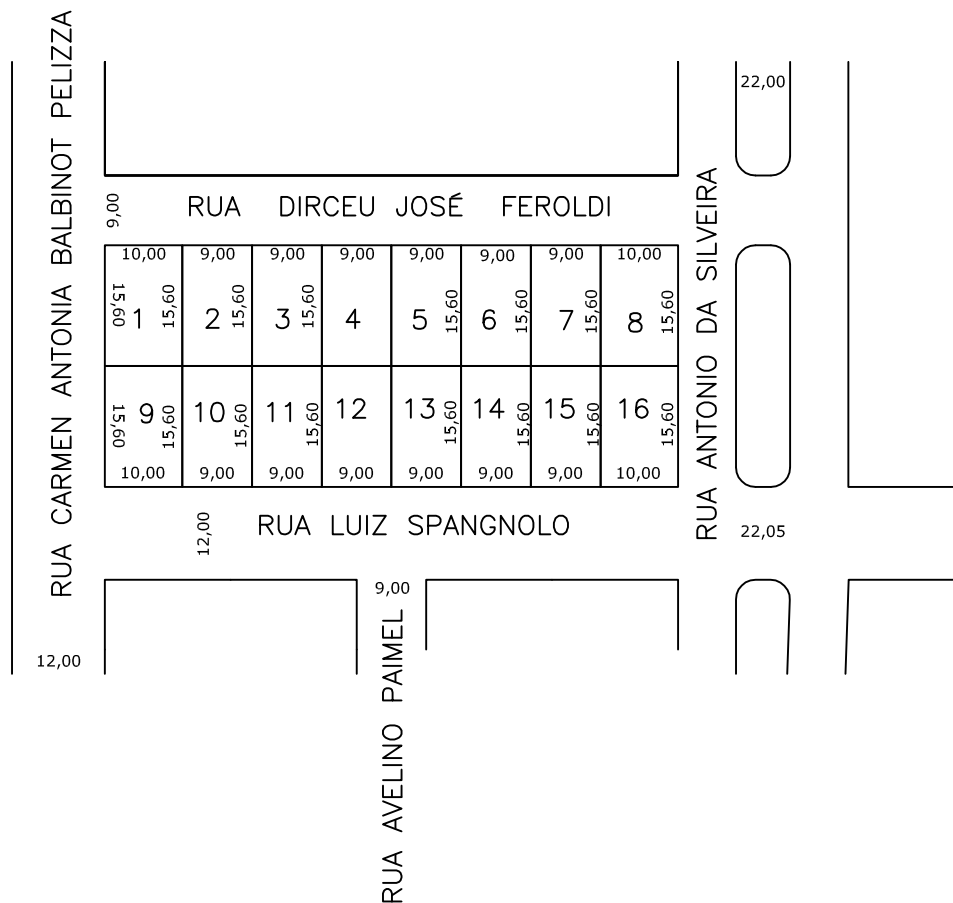 RUA CARMEN ANTONIA BALBINOT PELIZZA
22,00
9,00
RUA DIRCEU JOSÉ FEROLDI
RUA ANTONIO DA SILVEIRA
10,00 9,00 9,00 9,00 9,00 9,00 9,00 10,00
15,60 1 15,60 2 15,60 3 15,60 4 5 15,60 6 15,60 7 15,60 8 15,60
15,60 9 15,60 10 15,60 11 15,60 12 13 15,60 14 15,60 15 15,60 16 15,60
10,00 9,00 9,00 9,00 9,00 9,00 9,00 10,00
12,00
RUA LUIZ SPANGNOLO
22,05
9,00
12,00
RUA AVELINO PAIMEL